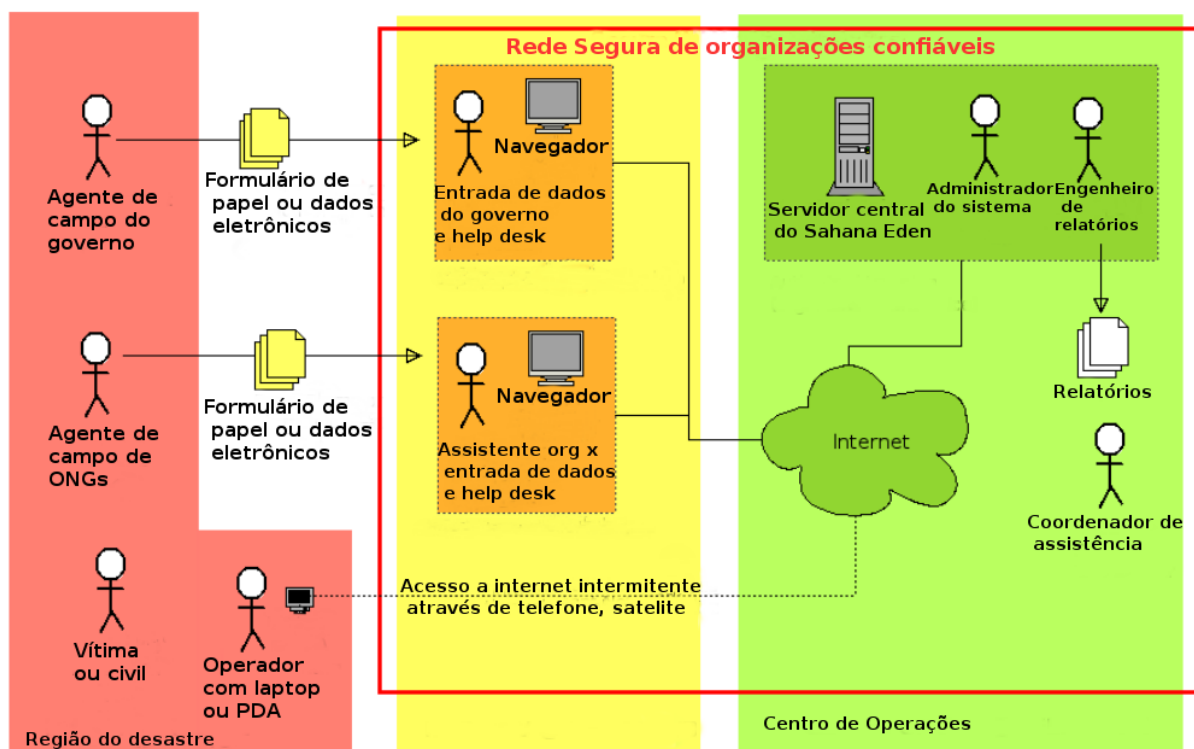 Rede Segura de organizações confiáveis
Agente de
campo do
governo
Formulário de
papel ou dados
eletrônicos
Navegador
Entrada de dados
do governo
e help desk
Servidor central
do Sahana Eden
Administrador
do sistema
Engenheiro
de
relatórios
Agente de
campo de
ONGs
Formulário de
papel ou dados
eletrônicos
Navegador
Assistente org x
entrada de dados
e help desk
Internet
Relatórios
Coordenador de
assistência
Vítima
ou civil
Operador
com laptop
ou PDA
Acesso a internet intermitente
através de telefone, satelite
Região do desastre
Centro de Operações